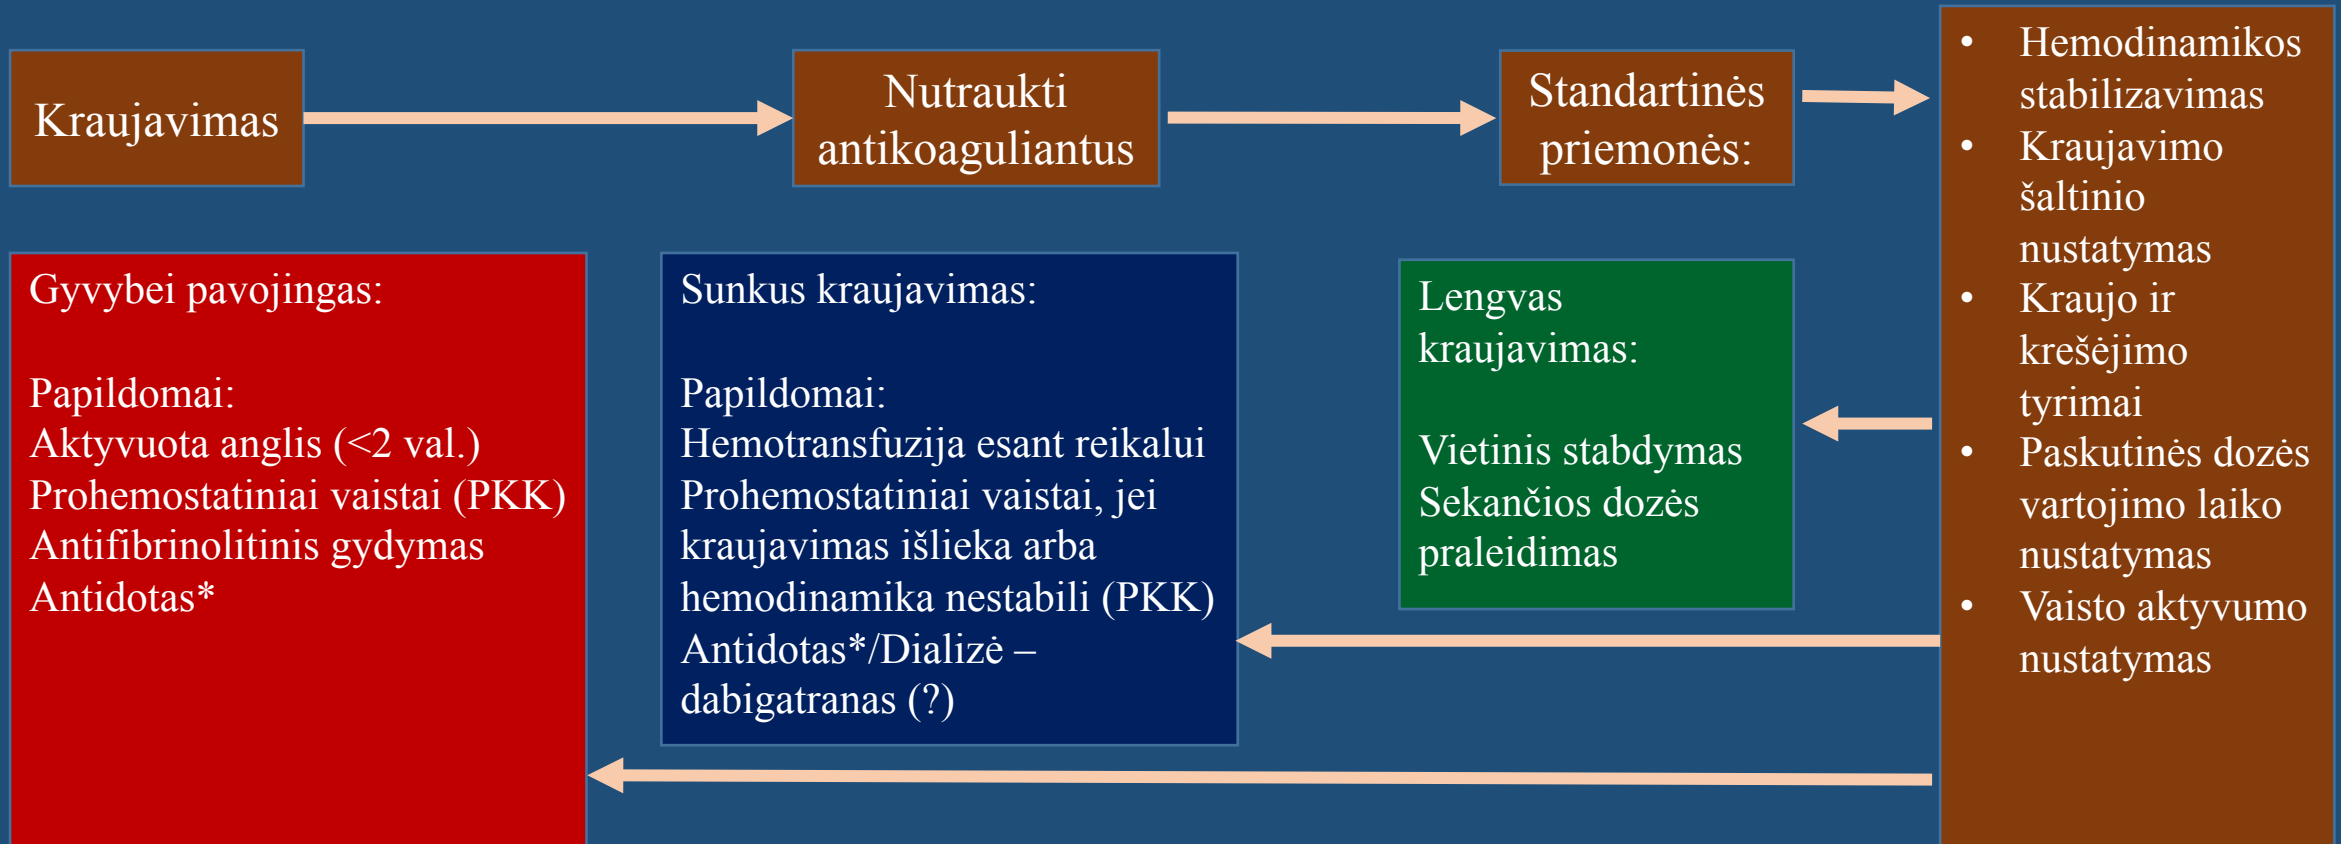 Kraujavimas
Nutraukti
antikoaguliantus
Standartinės
priemonės:
• Hemodinamikos
stabilizavimas
• Kraujavimo
šaltinio
nustatymas
• Kraujo ir
krešėjimo
tyrimai
• Paskutinės dozės
vartojimo laiko
nustatymas
• Vaisto aktyvumo
nustatymas
Gyvybei pavojingas:
Papildomai:
Aktyvuota anglis (<2 val.)
Prohemostatiniai vaistai (PKK)
Antifibrinolitinis gydymas
Antidotas*
Sunkus kraujavimas:
Papildomai:
Hemotransfuzija esant reikalui
Prohemostatiniai vaistai, jei
kraujavimas išlieka arba
hemodinamika nestabili (PKK)
Antidotas*/Dializė –
dabigatranas (?)
Lengvas
kraujavimas:
Vietinis stabdymas
Sekančios dozės
praleidimas